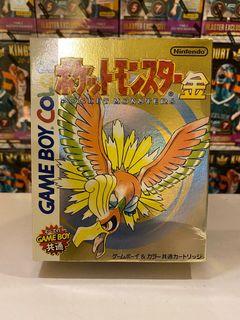 Nintendo
ポケットモンスター 金
POCKET MONSTERS
GAME BOY CO
GAME BOY
共通
ゲームボーイ&カラー共通カートリッジ